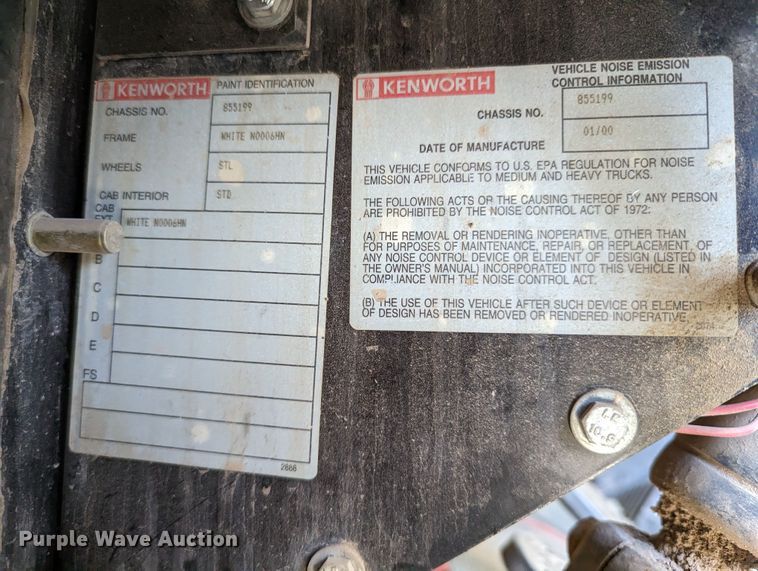 KENWORTH PAINT IDENTIFICATION
CHASSIS NO. 855199
FRAME WHITE N0006HN
WHEELS STL
CAB INTERIOR STD
CAB
EXT WHITE N0006HN
B
C
D
E
FS
2666
KENWORTH
VEHICLE NOISE EMISSION
CONTROL INFORMATION
CHASSIS NO. 855199
DATE OF MANUFACTURE 01/00
THIS VEHICLE CONFORMS TO U.S. EPA REGULATION FOR NOISE
EMISSION APPLICABLE TO MEDIUM AND HEAVY TRUCKS.
THE FOLLOWING ACTS OR THE CAUSING THEREOF BY ANY PERSON
ARE PROHIBITED BY THE NOISE CONTROL ACT OF 1972:
(A) THE REMOVAL OR RENDERING INOPERATIVE, OTHER THAN
FOR PURPOSES OF MAINTENANCE, REPAIR, OR REPLACEMENT, OF
ANY NOISE CONTROL DEVICE OR ELEMENT OF DESIGN (LISTED IN
THE OWNER'S MANUAL) INCORPORATED INTO THIS VEHICLE IN
COMPLIANCE WITH THE NOISE CONTROL ACT.
(B) THE USE OF THIS VEHICLE AFTER SUCH DEVICE OR ELEMENT
OF DESIGN HAS BEEN REMOVED OR RENDERED INOPERATIVE.
LE
10.9
Purple Wave Auction